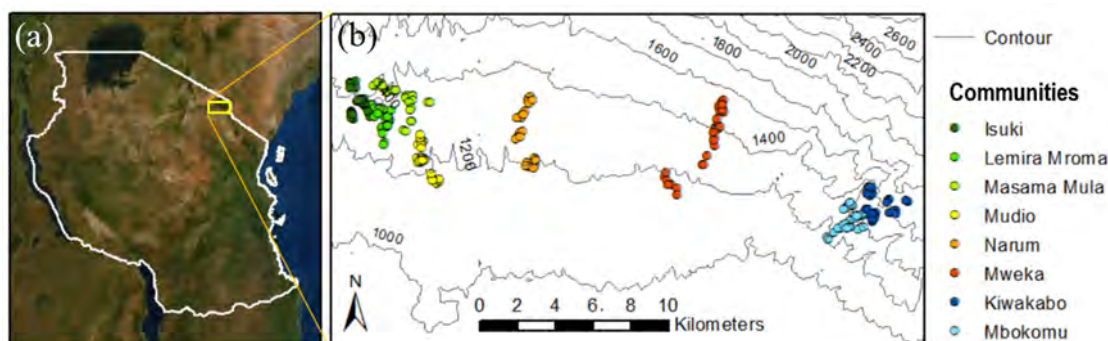 (a)
(b)
1600
1800
2000
2400
2600
2200
1400
1200
1000
N
0 2 4 6 8 10
Kilometers
Contour
Communities
Isuki
Lemira Mroma
Masama Mula
Mudio
Narum
Mweka
Kiwakabo
Mbokomu